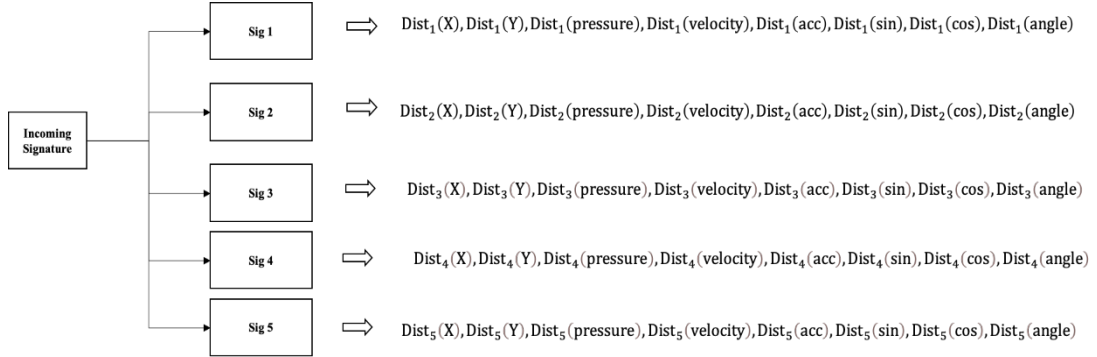 Sig 1
Dist₁(X), Dist₁(Y), Dist₁(pressure), Dist₁(velocity), Dist₁(acc), Dist₁(sin), Dist₁(cos), Dist₁(angle)
Sig 2
Dist₂(X), Dist₂(Y), Dist₂(pressure), Dist₂(velocity), Dist₂(acc), Dist₂(sin), Dist₂(cos), Dist₂(angle)
Incoming
Signature
Sig 3
Dist₃(X), Dist₃(Y), Dist₃(pressure), Dist₃(velocity), Dist₃(acc), Dist₃(sin), Dist₃(cos), Dist₃(angle)
Sig 4
Dist₄(X), Dist₄(Y), Dist₄(pressure), Dist₄(velocity), Dist₄(acc), Dist₄(sin), Dist₄(cos), Dist₄(angle)
Sig 5
Dist₅(X), Dist₅(Y), Dist₅(pressure), Dist₅(velocity), Dist₅(acc), Dist₅(sin), Dist₅(cos), Dist₅(angle)